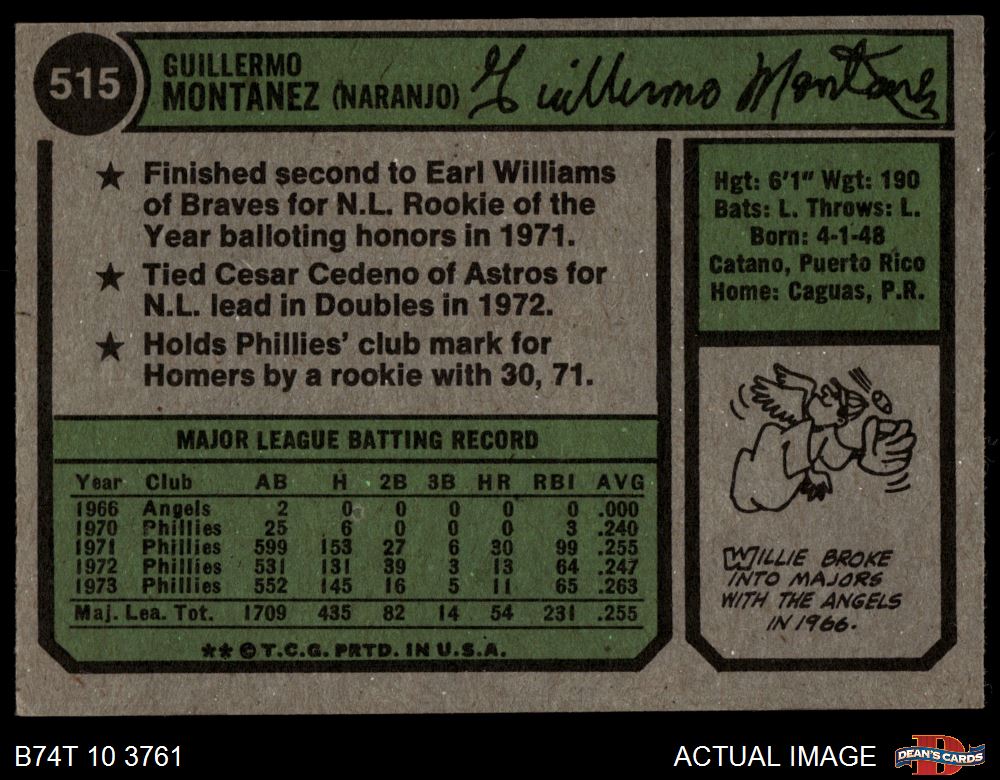 515
GUILLERMO
MONTANEZ (NARANJO)
Guillermo Montanez
★ Finished second to Earl Williams
of Braves for N.L. Rookie of the
Year balloting honors in 1971.
★ Tied Cesar Cedeno of Astros for
N.L. lead in Doubles in 1972.
★ Holds Phillies' club mark for
Homers by a rookie with 30, 71.
Hgt: 6'1" Wgt: 190
Bats: L. Throws: L.
Born: 4-1-48
Catano, Puerto Rico
Home: Caguas, P.R.
MAJOR LEAGUE BATTING RECORD
Year Club AB H 2B 3B HR RBI AVG
1966 Angels 2 0 0 0 0 0 .000
1970 Phillies 25 6 0 0 0 3 .240
1971 Phillies 599 153 27 6 30 99 .255
1972 Phillies 531 131 39 3 13 64 .247
1973 Phillies 552 145 16 5 11 65 .263
Maj. Lea. Tot. 1709 435 82 14 54 231 .255
★★ © T.C.G. PRTD. IN U.S.A.
WILLIE BROKE
INTO MAJORS
WITH THE ANGELS
IN 1966.
B74T 10 3761
ACTUAL IMAGE
D
DEAN'S CARDS